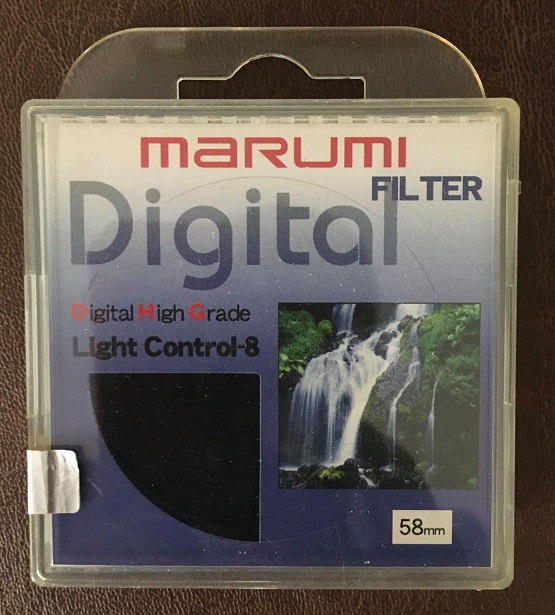 marumi
Digital
FILTER
Digital High Grade
Light Control-8
58mm